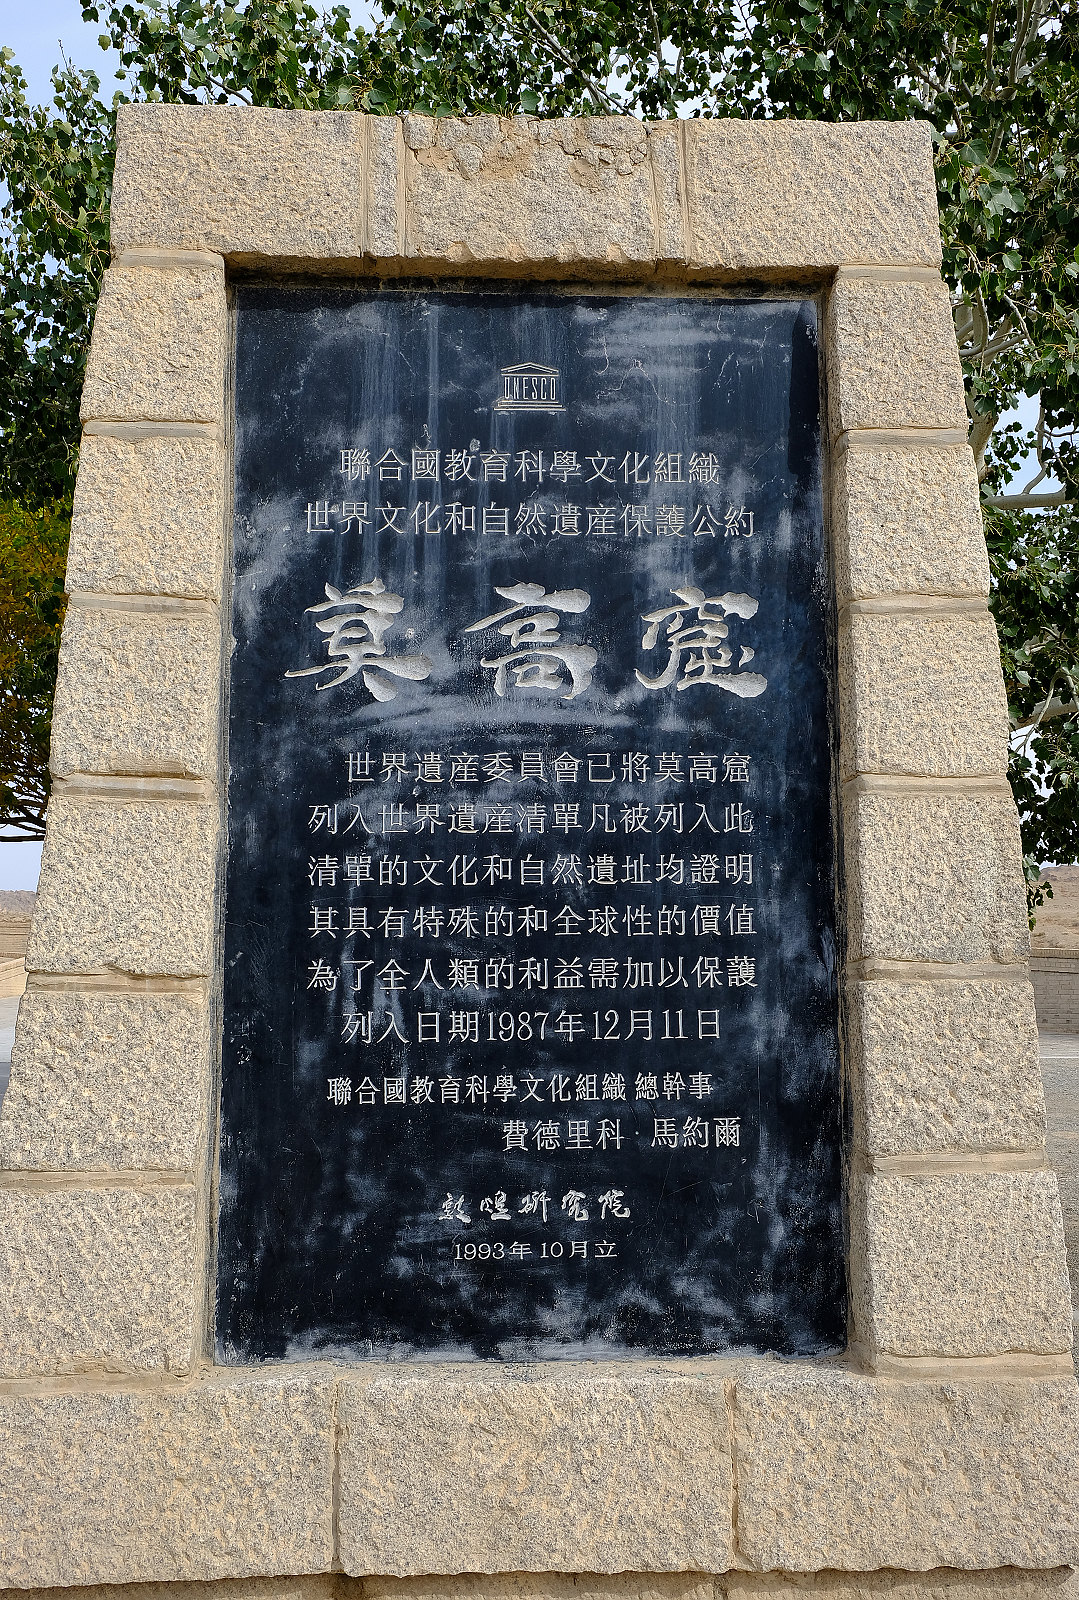 UNESCO
聯合國教育科學文化組織
世界文化和自然遺産保護公約
莫高窟
世界遺産委員會已將莫高窟
列入世界遺産清單凡被列入此
清單的文化和自然遺址均證明
其具有特殊的和全球性的價值
為了全人類的利益需加以保護
列入日期1987年12月11日
聯合國教育科學文化組織 總幹事
費德里科·馬約爾
敦煌研究院
1993年10月立